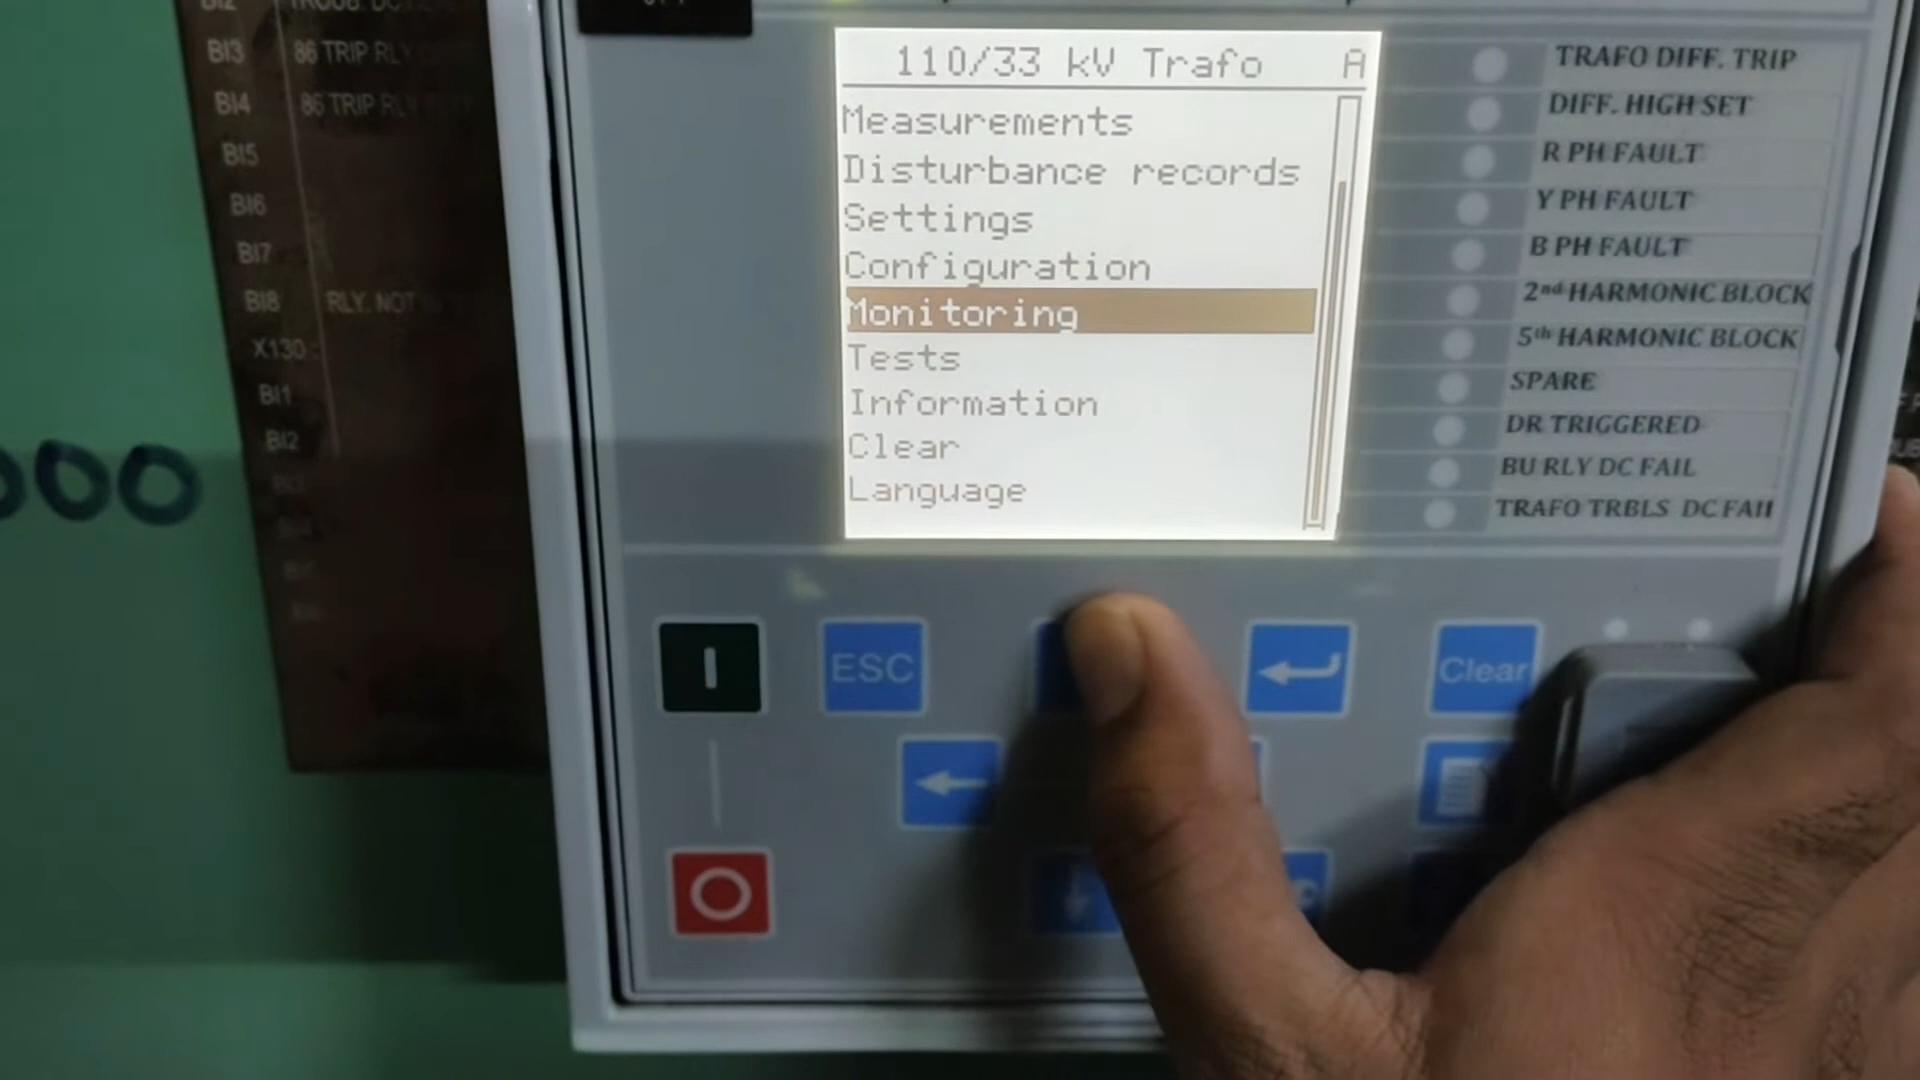 BI2
BI3 86 TRIP RLY
BI4 86 TRIP RLY
BI5
BI6
BI7
BI8 RLY. NOT
X130 :
BI1
BI2
000
110/33 kV Trafo A
Measurements
Disturbance records
Settings
Configuration
Monitoring
Tests
Information
Clear
Language
TRAFO DIFF. TRIP
DIFF. HIGH SET
R PH FAULT
Y PH FAULT
B PH FAULT
2nd HARMONIC BLOCK
5th HARMONIC BLOCK
SPARE
DR TRIGGERED
BU RLY DC FAIL
TRAFO TRBLS DC FAIL
ESC
Clear